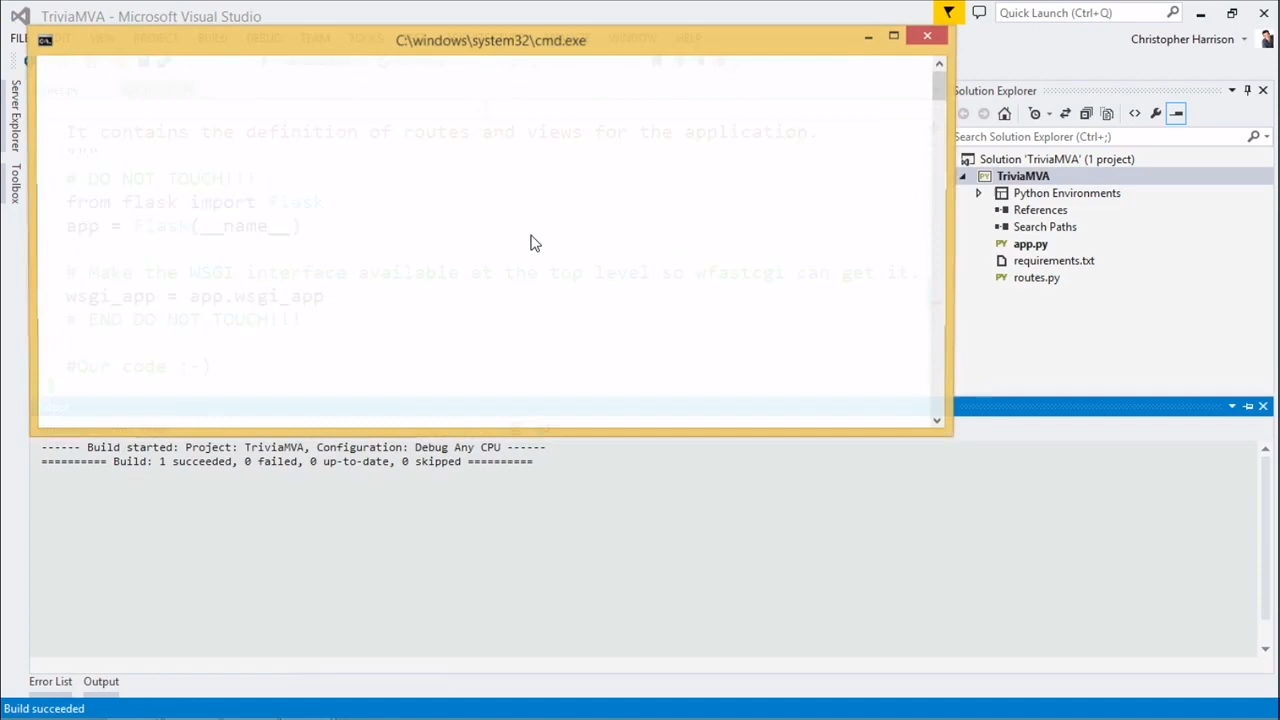 TriviaMVA - Microsoft Visual Studio
Quick Launch (Ctrl+Q)
C:\windows\system32\cmd.exe
Christopher Harrison
Server Explorer
Toolbox
It contains the definition of routes and views for the application.
"""
# DO NOT TOUCH!!!
from flask import Flask
app = Flask(__name__)
# Make the WSGI interface available at the top level so wfastcgi can get it.
wsgi_app = app.wsgi_app
# END DO NOT TOUCH!!!
#Our code :-)
Solution Explorer
Search Solution Explorer (Ctrl+;)
Solution 'TriviaMVA' (1 project)
TriviaMVA
Python Environments
References
Search Paths
app.py
requirements.txt
routes.py
------ Build started: Project: TriviaMVA, Configuration: Debug Any CPU ------
========== Build: 1 succeeded, 0 failed, 0 up-to-date, 0 skipped ==========
Error List
Output
Build succeeded